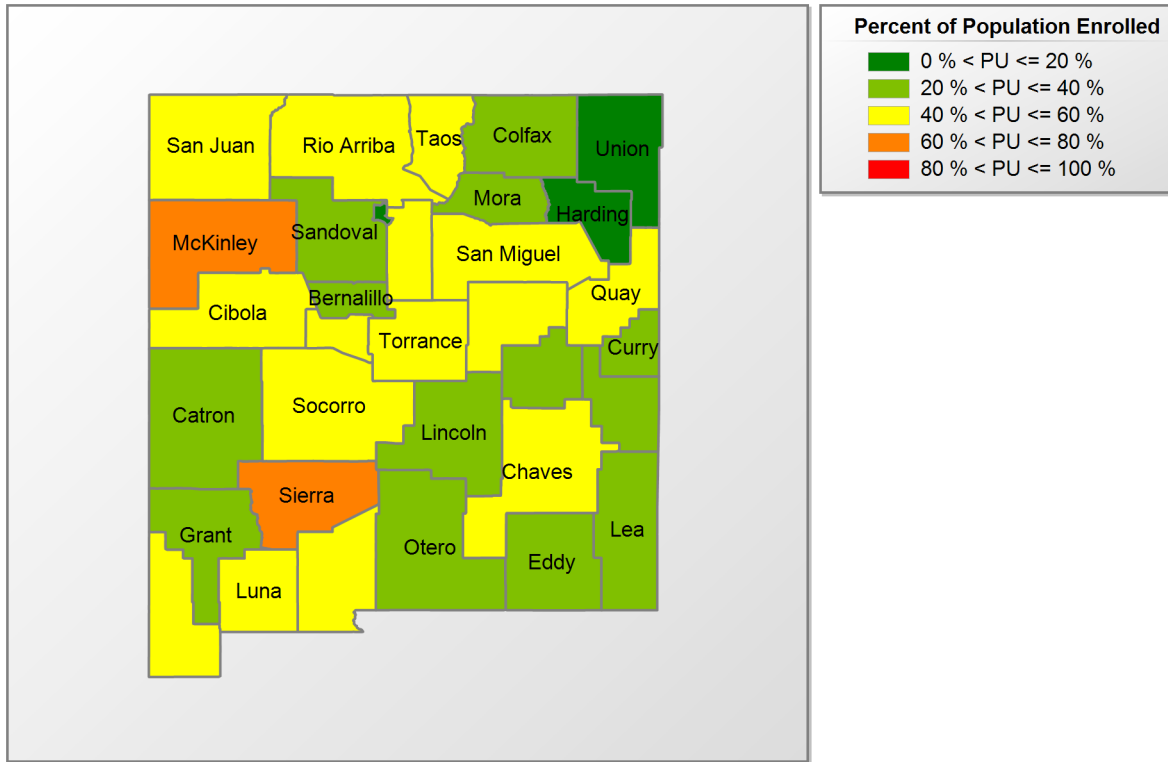 Percent of Population Enrolled
0 % < PU <= 20 %
20 % < PU <= 40 %
40 % < PU <= 60 %
60 % < PU <= 80 %
80 % < PU <= 100 %
San Juan
Rio Arriba
Taos
Colfax
Union
Mora
Harding
McKinley
Sandoval
San Miguel
Quay
Cibola
Bernalillo
Torrance
Curry
Catron
Socorro
Lincoln
Chaves
Sierra
Grant
Otero
Eddy
Lea
Luna